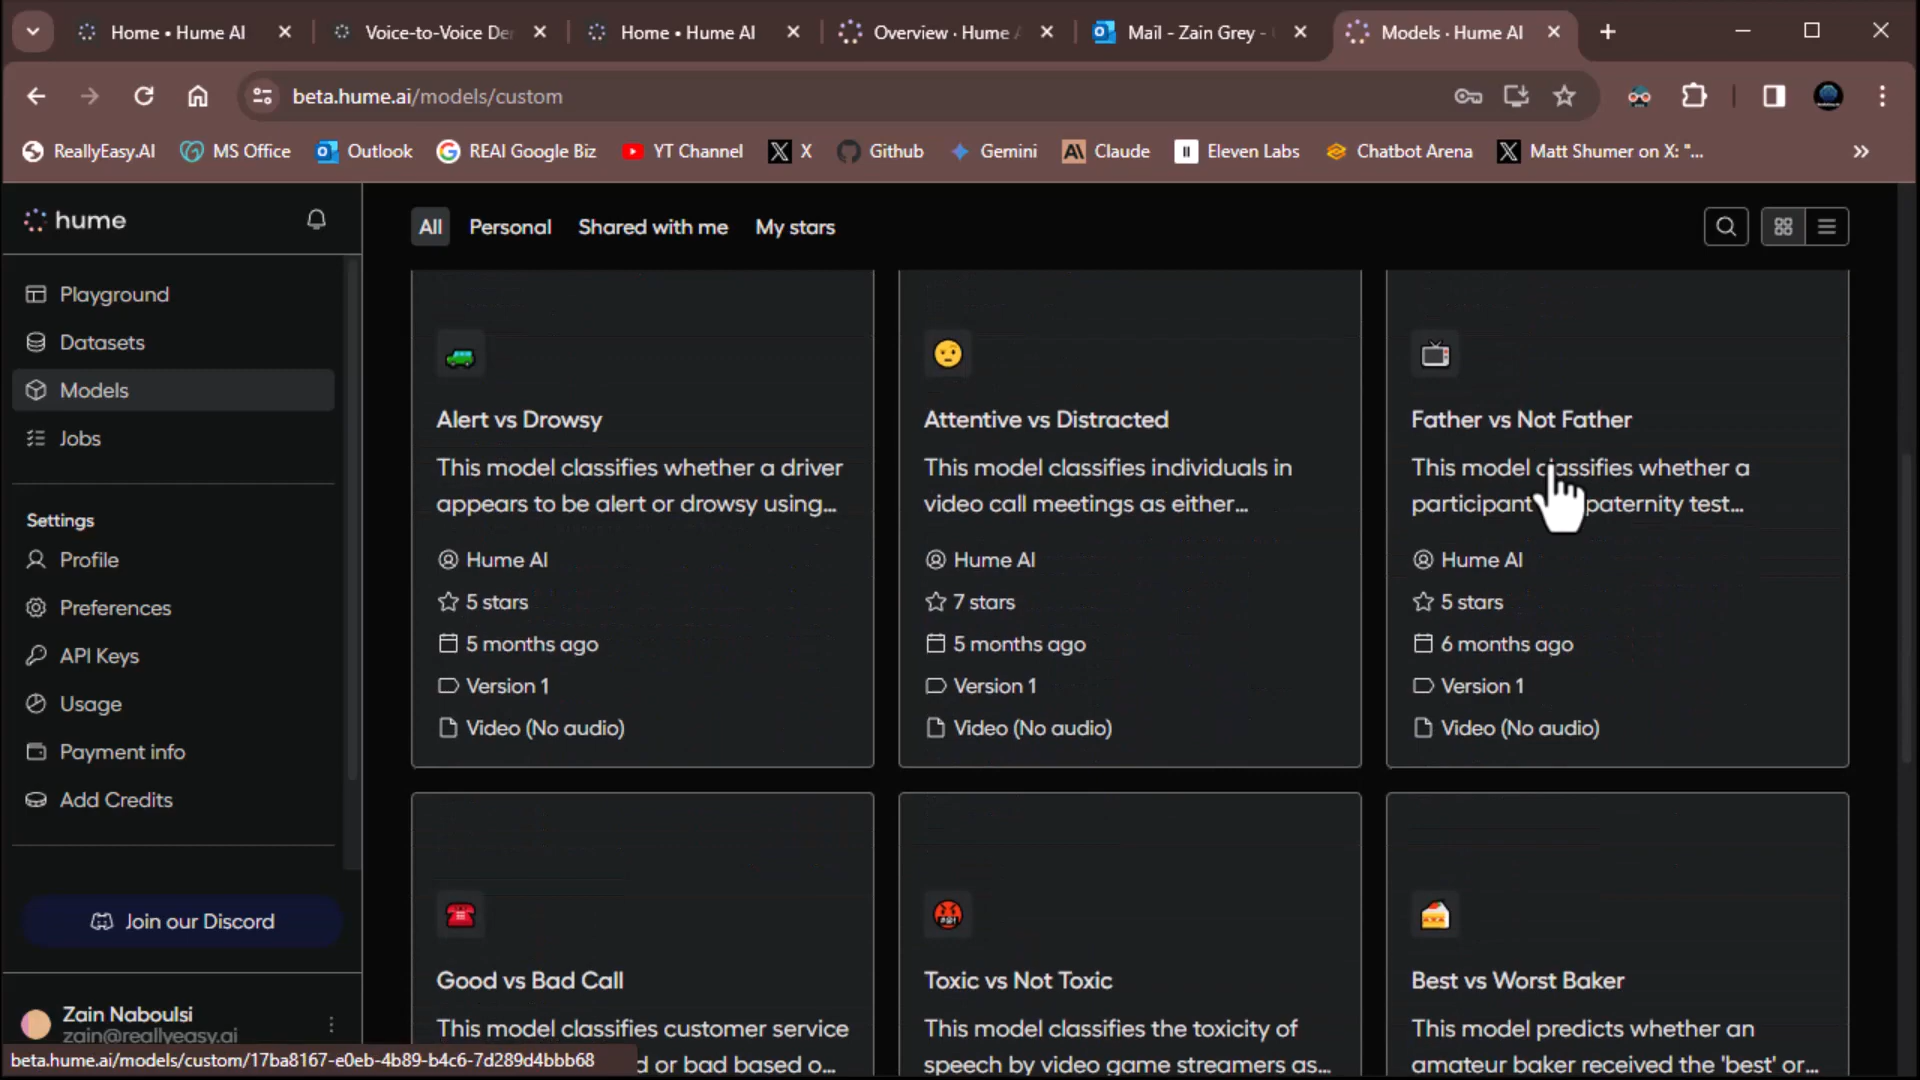 Home • Hume AI
Voice-to-Voice De
Home • Hume AI
Overview · Hume A
Mail - Zain Grey -
Models · Hume AI
beta.hume.ai/models/custom
ReallyEasy.AI
MS Office
Outlook
REAI Google Biz
YT Channel
X
Github
Gemini
Claude
Eleven Labs
Chatbot Arena
Matt Shumer on X: "...
hume
All
Personal
Shared with me
My stars
Playground
Datasets
Models
Jobs
Settings
Profile
Preferences
API Keys
Usage
Payment info
Add Credits
Join our Discord
Zain Naboulsi
zain@reallyeasy.ai
Alert vs Drowsy
This model classifies whether a driver
appears to be alert or drowsy using...
Hume AI
5 stars
5 months ago
Version 1
Video (No audio)
Attentive vs Distracted
This model classifies individuals in
video call meetings as either...
Hume AI
7 stars
5 months ago
Version 1
Video (No audio)
Father vs Not Father
This model classifies whether a
participant paternity test...
Hume AI
5 stars
6 months ago
Version 1
Video (No audio)
Good vs Bad Call
This model classifies customer service
d or bad based o...
Toxic vs Not Toxic
This model classifies the toxicity of
speech by video game streamers as...
Best vs Worst Baker
This model predicts whether an
amateur baker received the 'best' or...
beta.hume.ai/models/custom/17ba8167-e0eb-4b89-b4c6-7d289d4bbb68